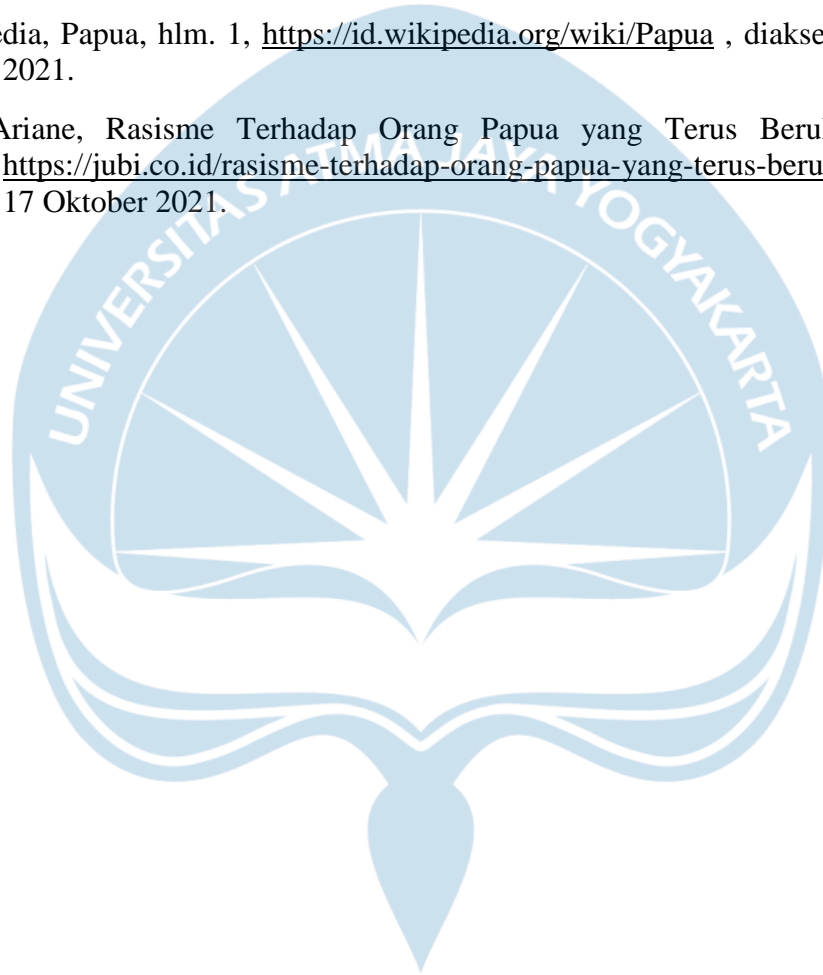 edia, Papua, hlm. 1, https://id.wikipedia.org/wiki/Papua , diakse
2021.
Ariane, Rasisme Terhadap Orang Papua yang Terus Berul
https://jubi.co.id/rasisme-terhadap-orang-papua-yang-terus-beru
17 Oktober 2021.
UNIVERSITAS ATMA JAYA YOGYAKARTA